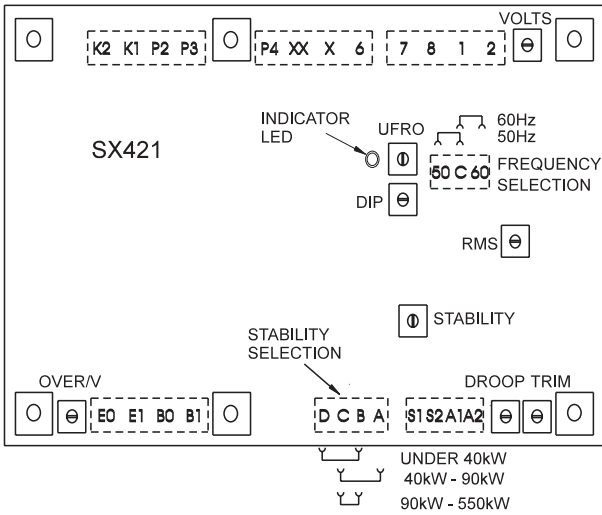 VOLTS
K2 K1 P2 P3 P4 XX X 6 7 8 1 2
INDICATOR
LED
UFRO
60Hz
50Hz
SX421
50 C 60
FREQUENCY
SELECTION
DIP
RMS
STABILITY
STABILITY
SELECTION
OVER/V
DROOP TRIM
E0 E1 B0 B1 D C B A S1 S2 A1 A2
UNDER 40kW
40kW - 90kW
90kW - 550kW